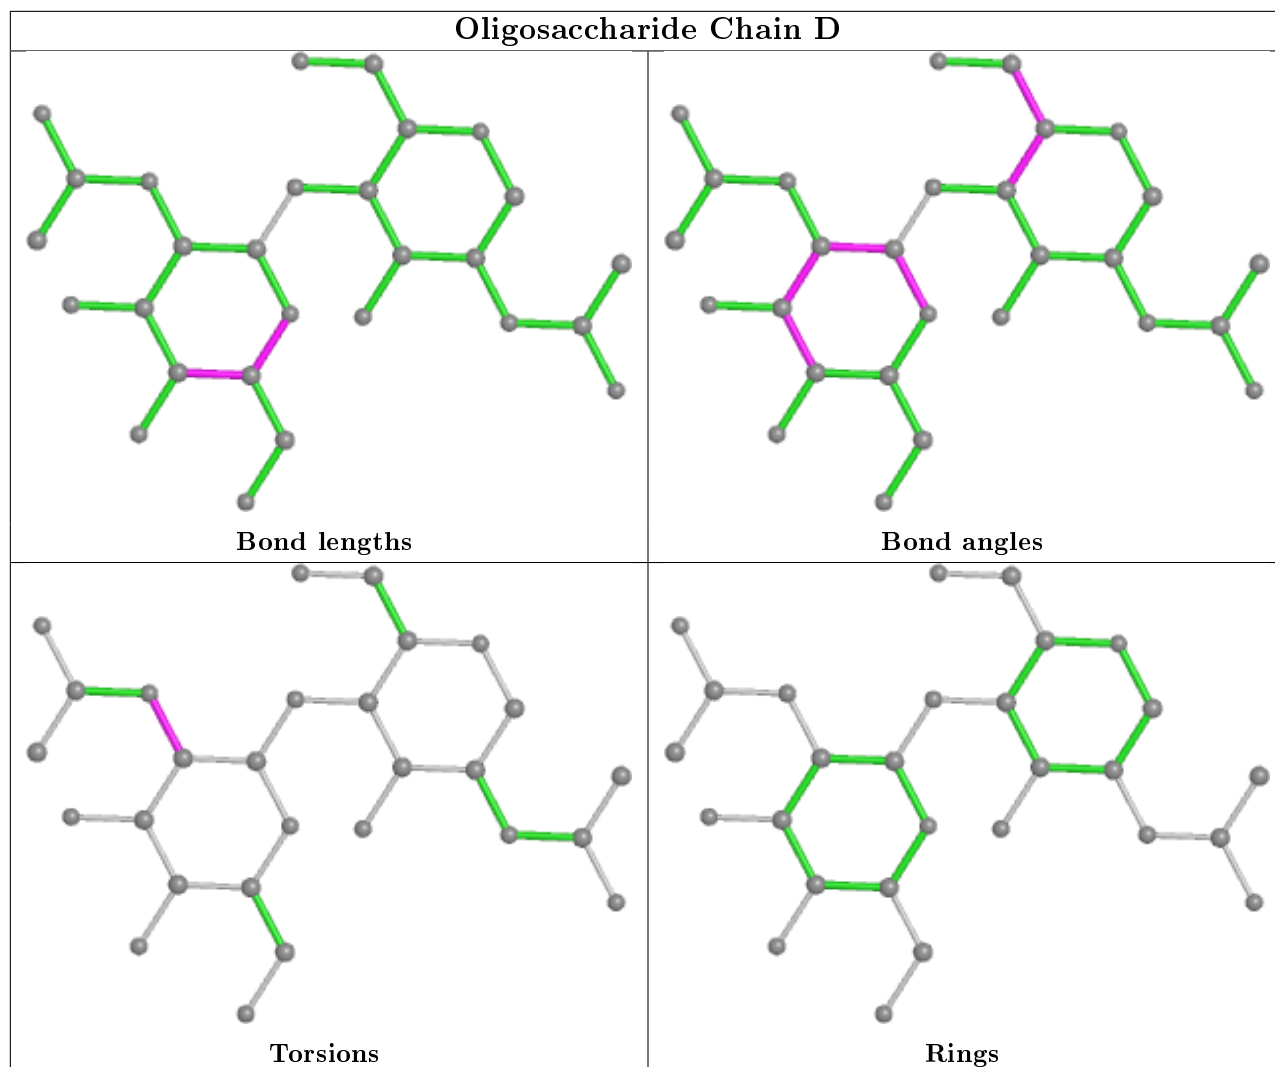 Oligosaccharide Chain D
Bond lengths
Bond angles
Torsions
Rings